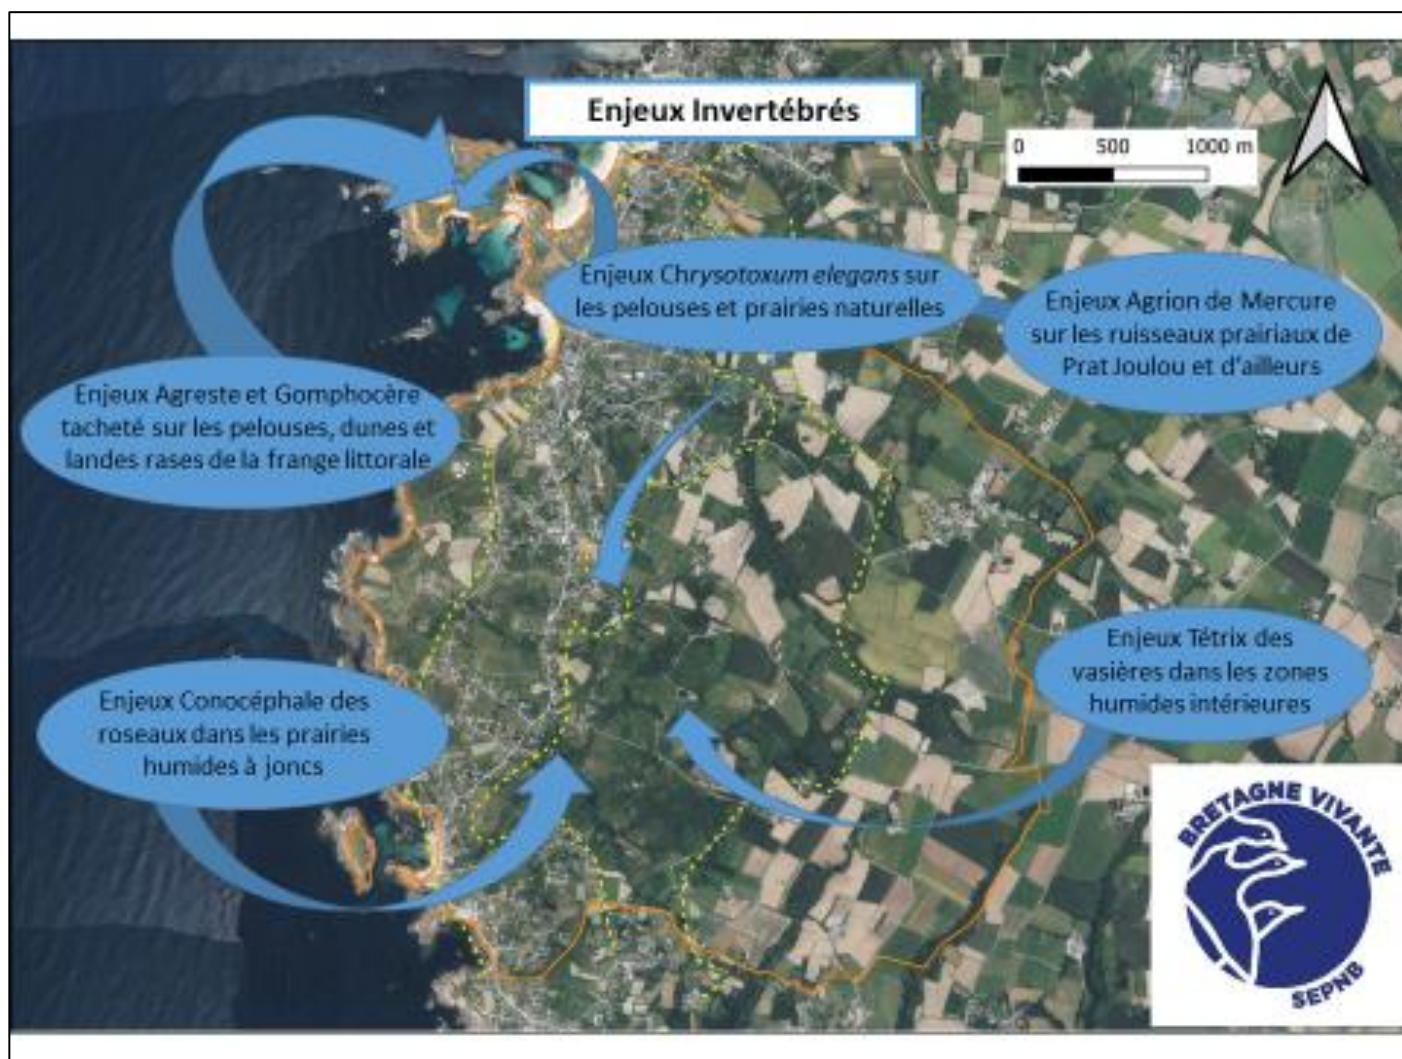 Enjeux Invertébrés
0 500 1000 m
Enjeux Chrysotoxum elegans sur
les pelouses et prairies naturelles
Enjeux Agrion de Mercure
sur les ruisseaux prairiaux de
Prat Joulou et d'ailleurs
Enjeux Agreste et Gomphocère
tacheté sur les pelouses, dunes et
landes rases de la frange littorale
Enjeux Tétrix des
vasières dans les zones
humides intérieures
Enjeux Conocéphale des
roseaux dans les prairies
humides à joncs
BRETAGNE VIVANTE
SEPNB